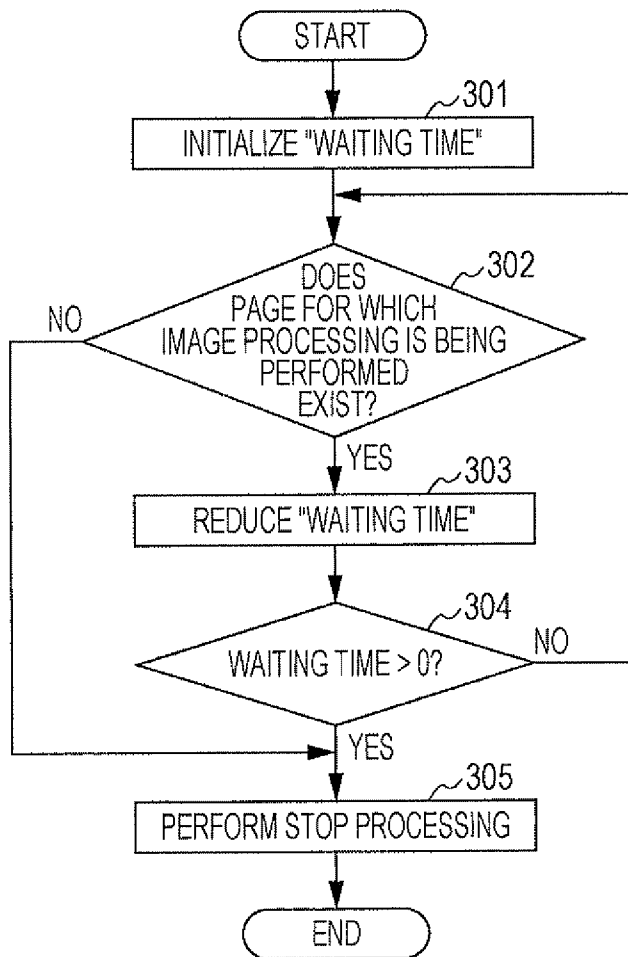 START
301
INITIALIZE "WAITING TIME"
302
DOES
PAGE FOR WHICH
IMAGE PROCESSING IS BEING
PERFORMED
EXIST?
NO
YES
303
REDUCE "WAITING TIME"
304
WAITING TIME > 0?
NO
YES
305
PERFORM STOP PROCESSING
END